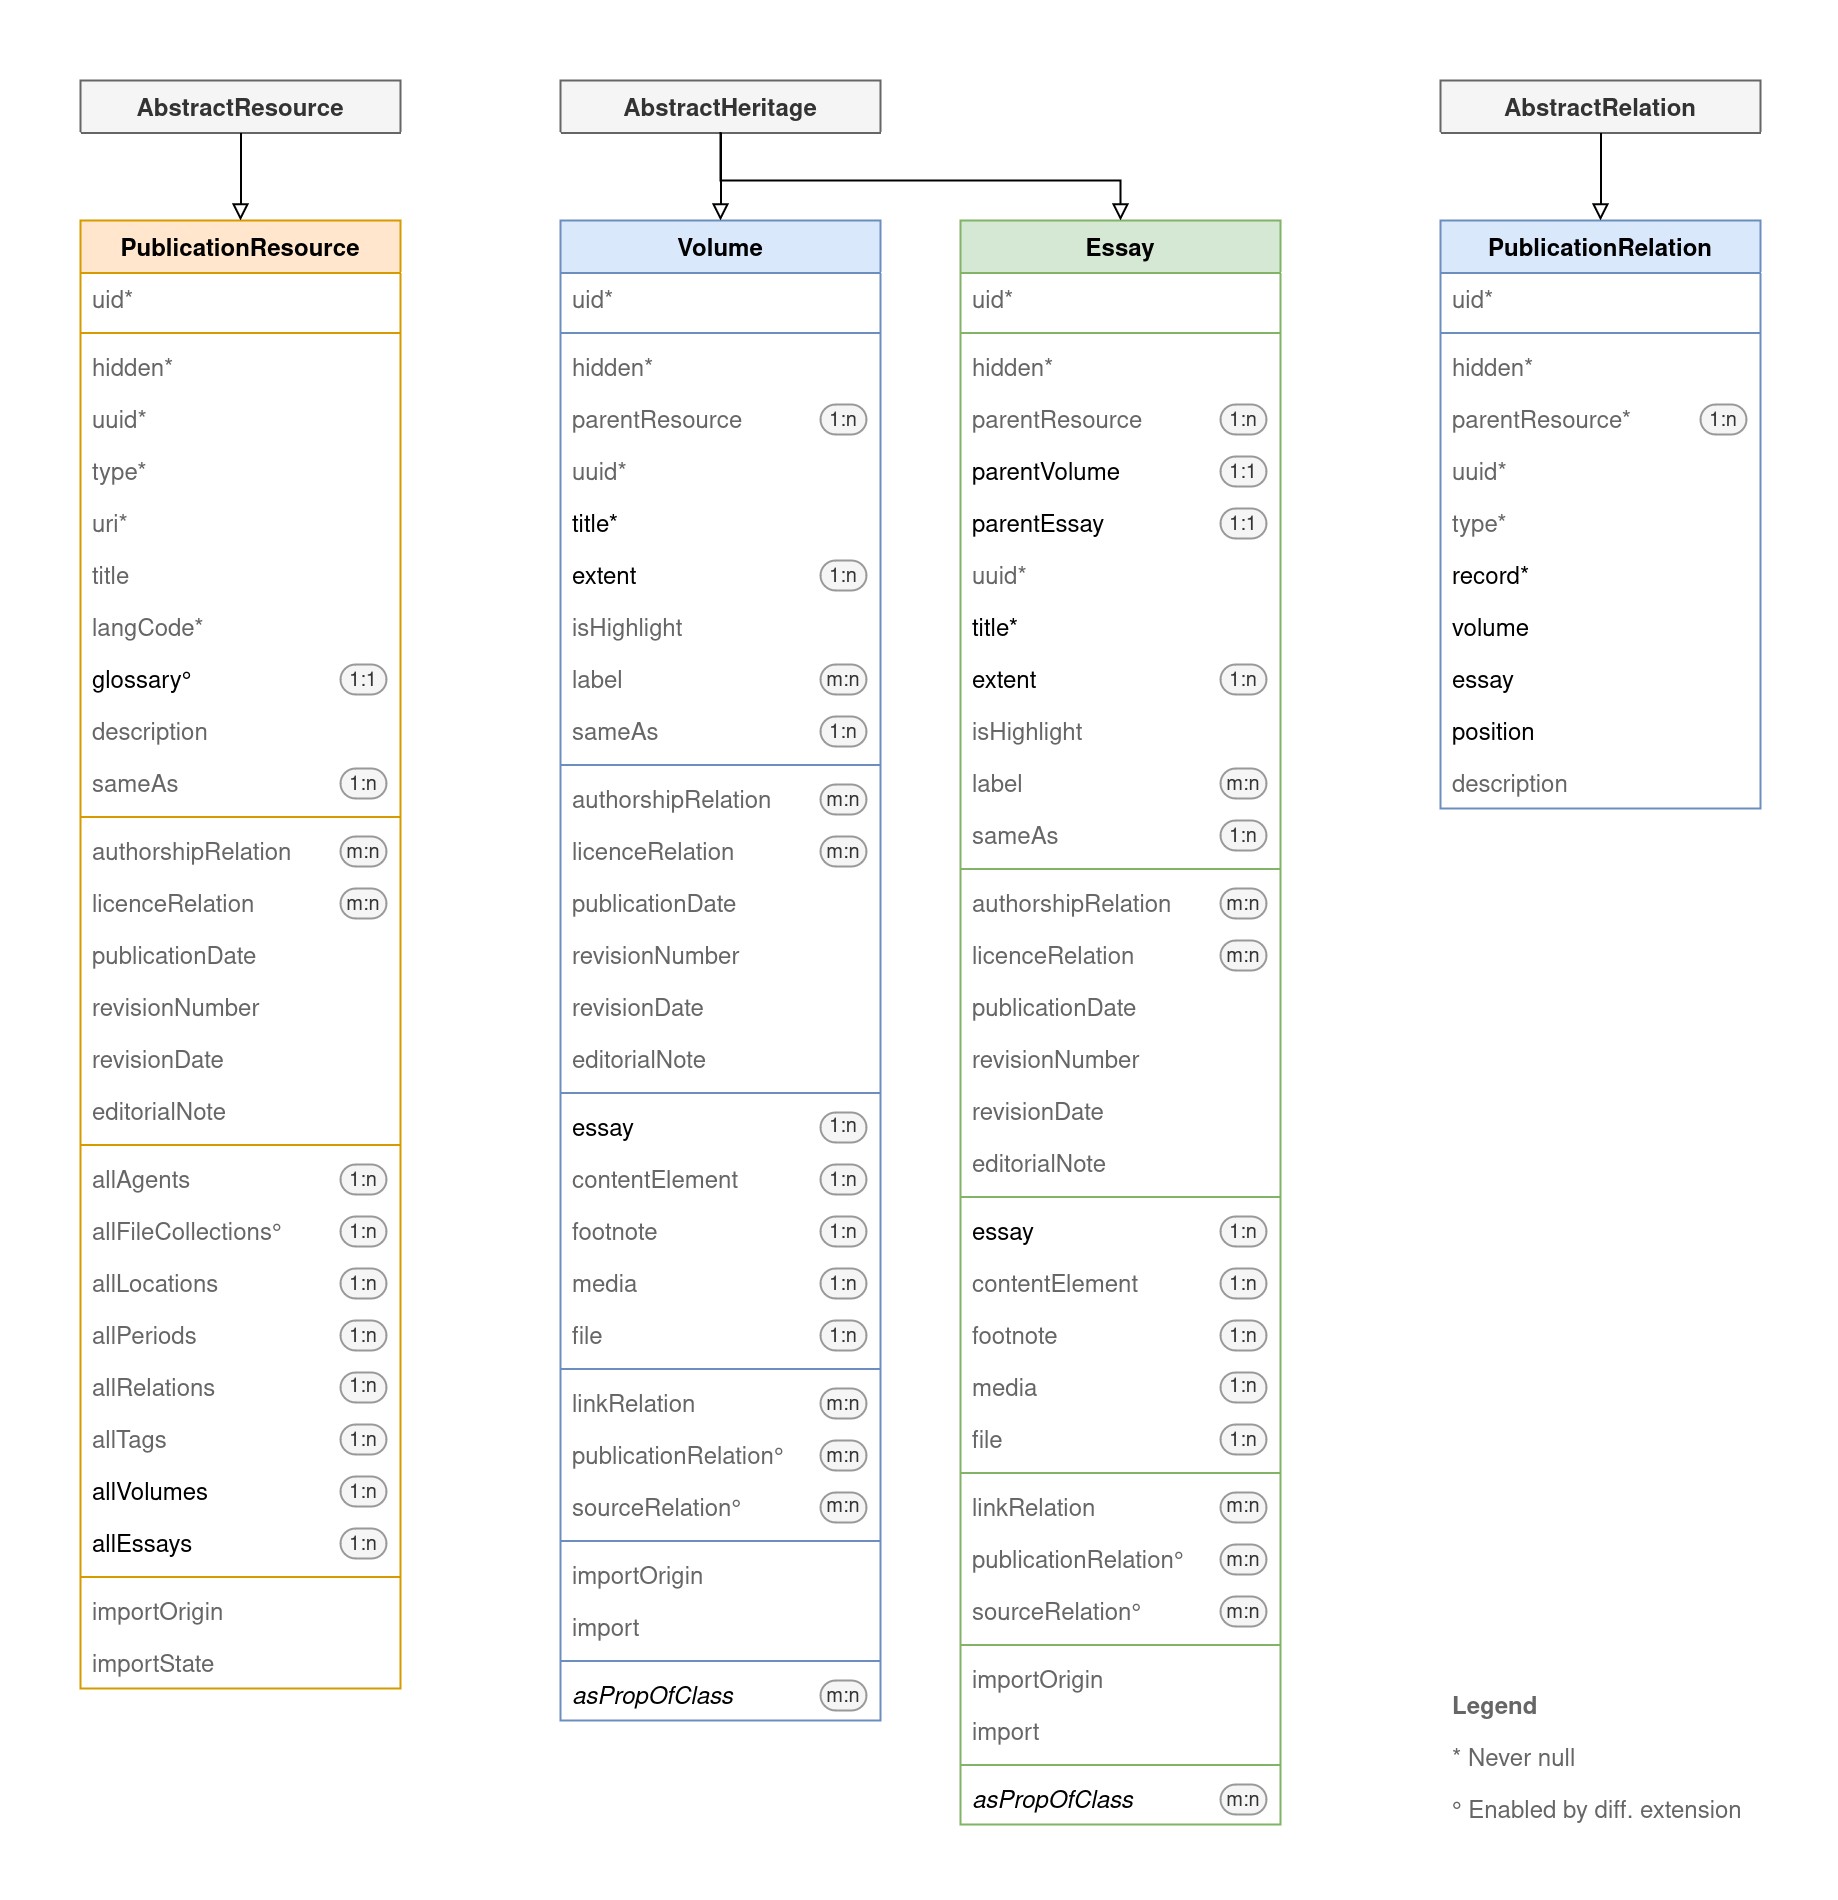 AbstractResource
PublicationResource
uid*
hidden*
uuid*
type*
uri*
title
langCode*
glossary° 1:1
description
sameAs 1:n
authorshipRelation m:n
licenceRelation m:n
publicationDate
revisionNumber
revisionDate
editorialNote
allAgents 1:n
allFileCollections° 1:n
allLocations 1:n
allPeriods 1:n
allRelations 1:n
allTags 1:n
allVolumes 1:n
allEssays 1:n
importOrigin
importState
AbstractHeritage
Volume
uid*
hidden*
parentResource 1:n
uuid*
title*
extent 1:n
isHighlight
label m:n
sameAs 1:n
authorshipRelation m:n
licenceRelation m:n
publicationDate
revisionNumber
revisionDate
editorialNote
essay 1:n
contentElement 1:n
footnote 1:n
media 1:n
file 1:n
linkRelation m:n
publicationRelation° m:n
sourceRelation° m:n
importOrigin
import
asPropOfClass m:n
Essay
uid*
hidden*
parentResource 1:n
parentVolume 1:1
parentEssay 1:1
uuid*
title*
extent 1:n
isHighlight
label m:n
sameAs 1:n
authorshipRelation m:n
licenceRelation m:n
publicationDate
revisionNumber
revisionDate
editorialNote
essay 1:n
contentElement 1:n
footnote 1:n
media 1:n
file 1:n
linkRelation m:n
publicationRelation° m:n
sourceRelation° m:n
importOrigin
import
asPropOfClass m:n
AbstractRelation
PublicationRelation
uid*
hidden*
parentResource* 1:n
uuid*
type*
record*
volume
essay
position
description
Legend
* Never null
° Enabled by diff. extension